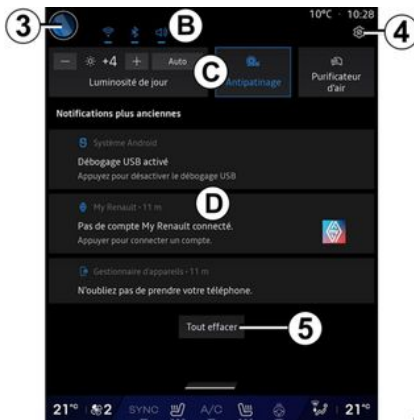 10°C · 10:28
3
B
4
− +4 + Auto
Luminosité de jour
C
Antipatinage
Purificateur
d'air
Notifications plus anciennes
Système Android
Débogage USB activé
Appuyez pour désactiver le débogage USB
My Renault · 11 m
D
Pas de compte My Renault connecté.
Appuyer pour connecter un compte.
Gestionnaire d'appareils · 11 m
N'oubliez pas de prendre votre téléphone.
Tout effacer
5
21°C 2 SYNC A/C 21°C